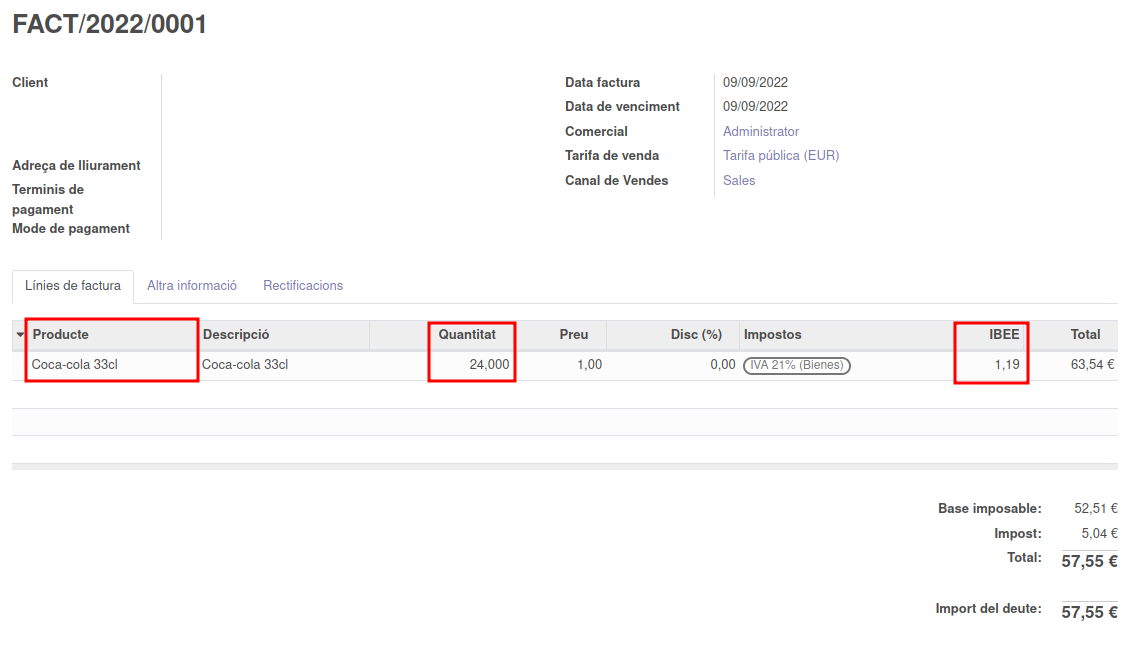 FACT/2022/0001
Client
Adreça de lliurament
Terminis de
pagament
Mode de pagament
Data factura 09/09/2022
Data de venciment 09/09/2022
Comercial Administrator
Tarifa de venda Tarifa pública (EUR)
Canal de Vendes Sales
Línies de factura Altra informació Rectificacions
Producte Descripció Quantitat Preu Disc (%) Impostos IBEE Total
Coca-cola 33cl Coca-cola 33cl 24,000 1,00 0,00 IVA 21% (Bienes) 1,19 63,54 €
Base imposable: 52,51 €
Impost: 5,04 €
Total: 57,55 €
Import del deute: 57,55 €